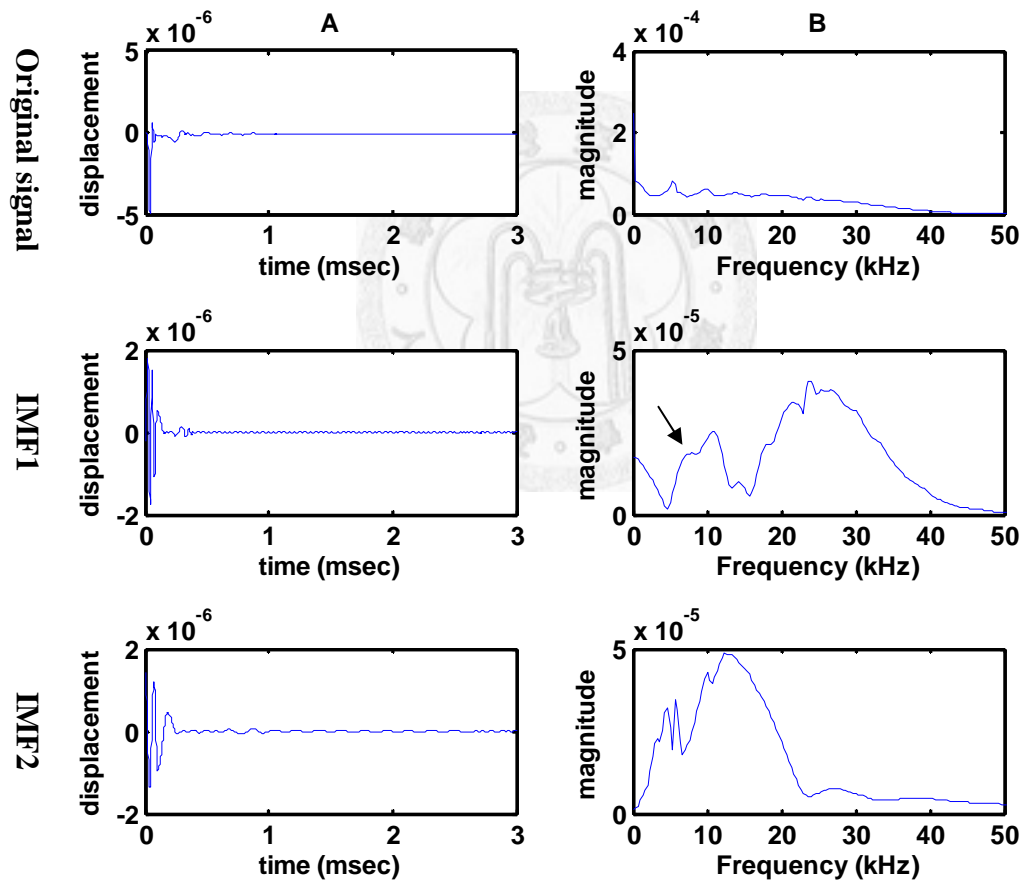 A
B
Original signal
x 10^-6
5
0
-5
displacement
0 1 2 3
time (msec)
x 10^-4
4
2
0
magnitude
0 10 20 30 40 50
Frequency (kHz)
IMF1
x 10^-6
2
0
-2
displacement
0 1 2 3
time (msec)
x 10^-5
5
0
magnitude
0 10 20 30 40 50
Frequency (kHz)
IMF2
x 10^-6
2
0
-2
displacement
0 1 2 3
time (msec)
x 10^-5
5
0
magnitude
0 10 20 30 40 50
Frequency (kHz)